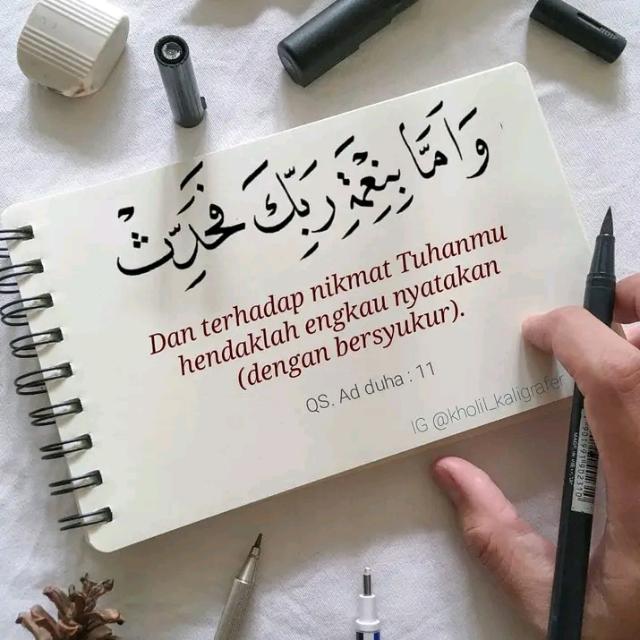 وَأَمَّا بِنِعْمَةِ رَبِّكَ فَحَدِّثْ
Dan terhadap nikmat Tuhanmu
hendaklah engkau nyatakan
(dengan bersyukur).
QS. Ad duha : 11
IG @kholil_kaligrafer